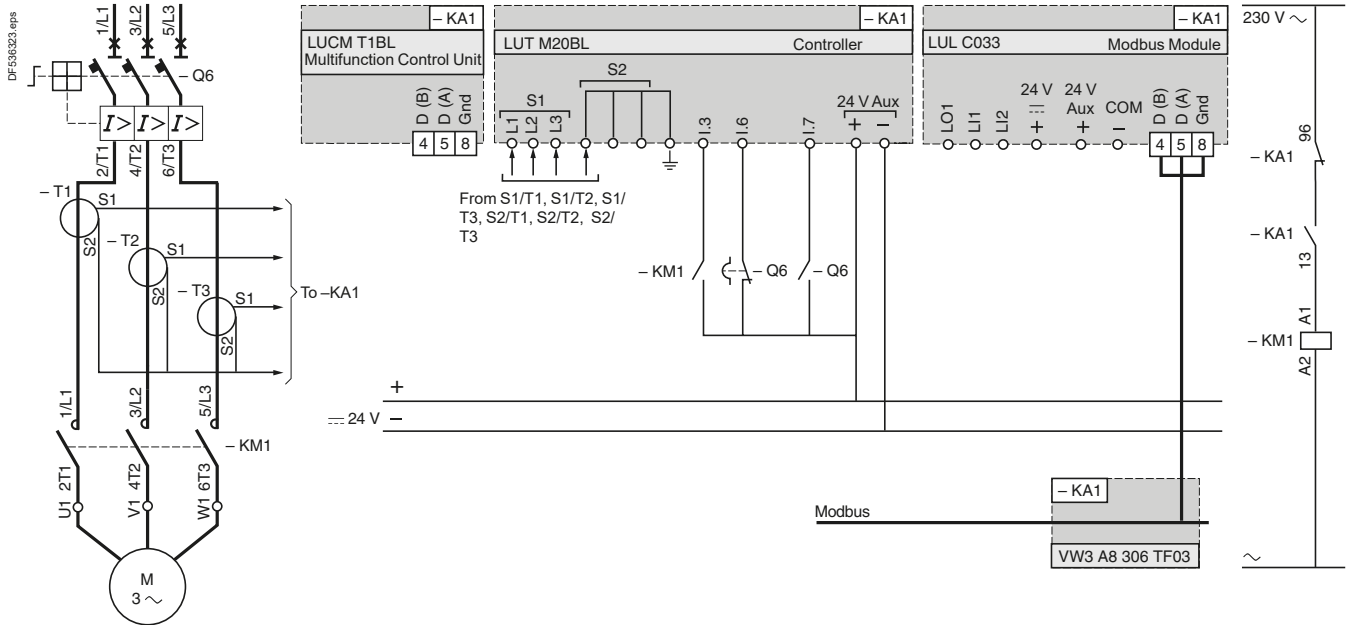 DF536323.eps
1/L1
3/L2
5/L3
– Q6
I>
I>
I>
2/T1
4/T2
6/T3
– T1
S1
S2
– T2
S1
S2
– T3
S1
S2
To –KA1
1/L1
3/L2
5/L3
– KM1
2T1
4T2
6T3
U1
V1
W1
M
3 ~
– KA1
LUCM T1BL
Multifunction Control Unit
D (B)
D (A)
Gnd
4 5 8
– KA1
LUT M20BL Controller
S2
S1
24 V Aux
L1
L2
L3
I.3
I.6
I.7
+
–
From S1/T1, S1/T2, S1/
T3, S2/T1, S2/T2, S2/
T3
– KM1
– Q6
– Q6
+
24 V –
– KA1
LUL C033 Modbus Module
24 V
24 V
Aux
COM
LO1
LI1
LI2
+
+
–
D (B)
D (A)
Gnd
4 5 8
– KA1
Modbus
VW3 A8 306 TF03
230 V ~
96
– KA1
– KA1
13
A1
– KM1
A2
~